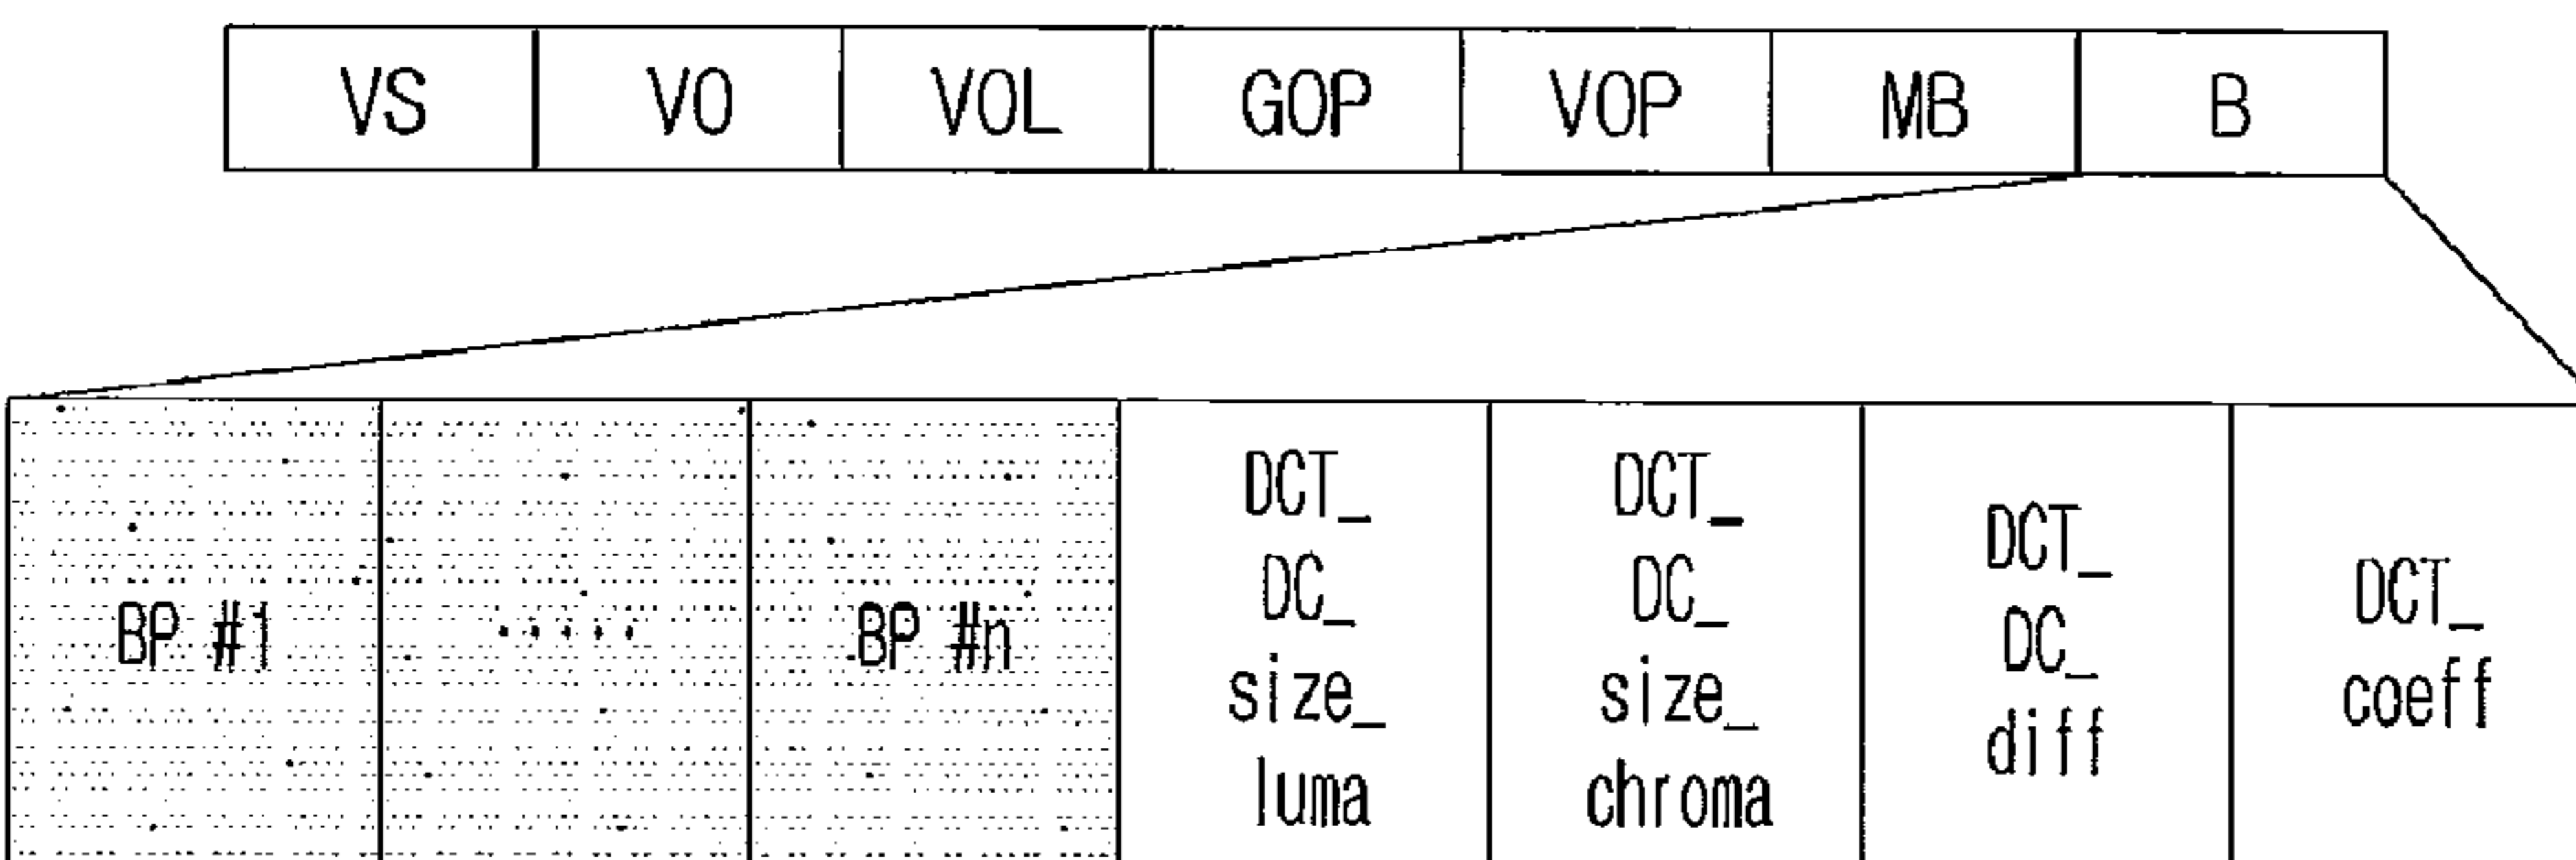 VS VO VOL GOP VOP MB B
BP #1
.....
BP #n
DCT_
DC_
size_
luma
DCT_
DC_
size_
chroma
DCT_
DC_
diff
DCT_
coeff